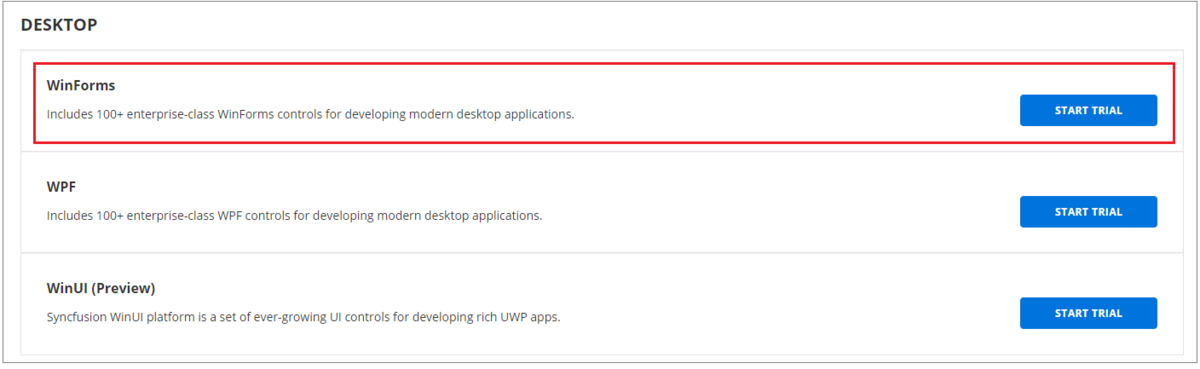 DESKTOP
WinForms
Includes 100+ enterprise-class WinForms controls for developing modern desktop applications.
START TRIAL
WPF
Includes 100+ enterprise-class WPF controls for developing modern desktop applications.
START TRIAL
WinUI (Preview)
Syncfusion WinUI platform is a set of ever-growing UI controls for developing rich UWP apps.
START TRIAL